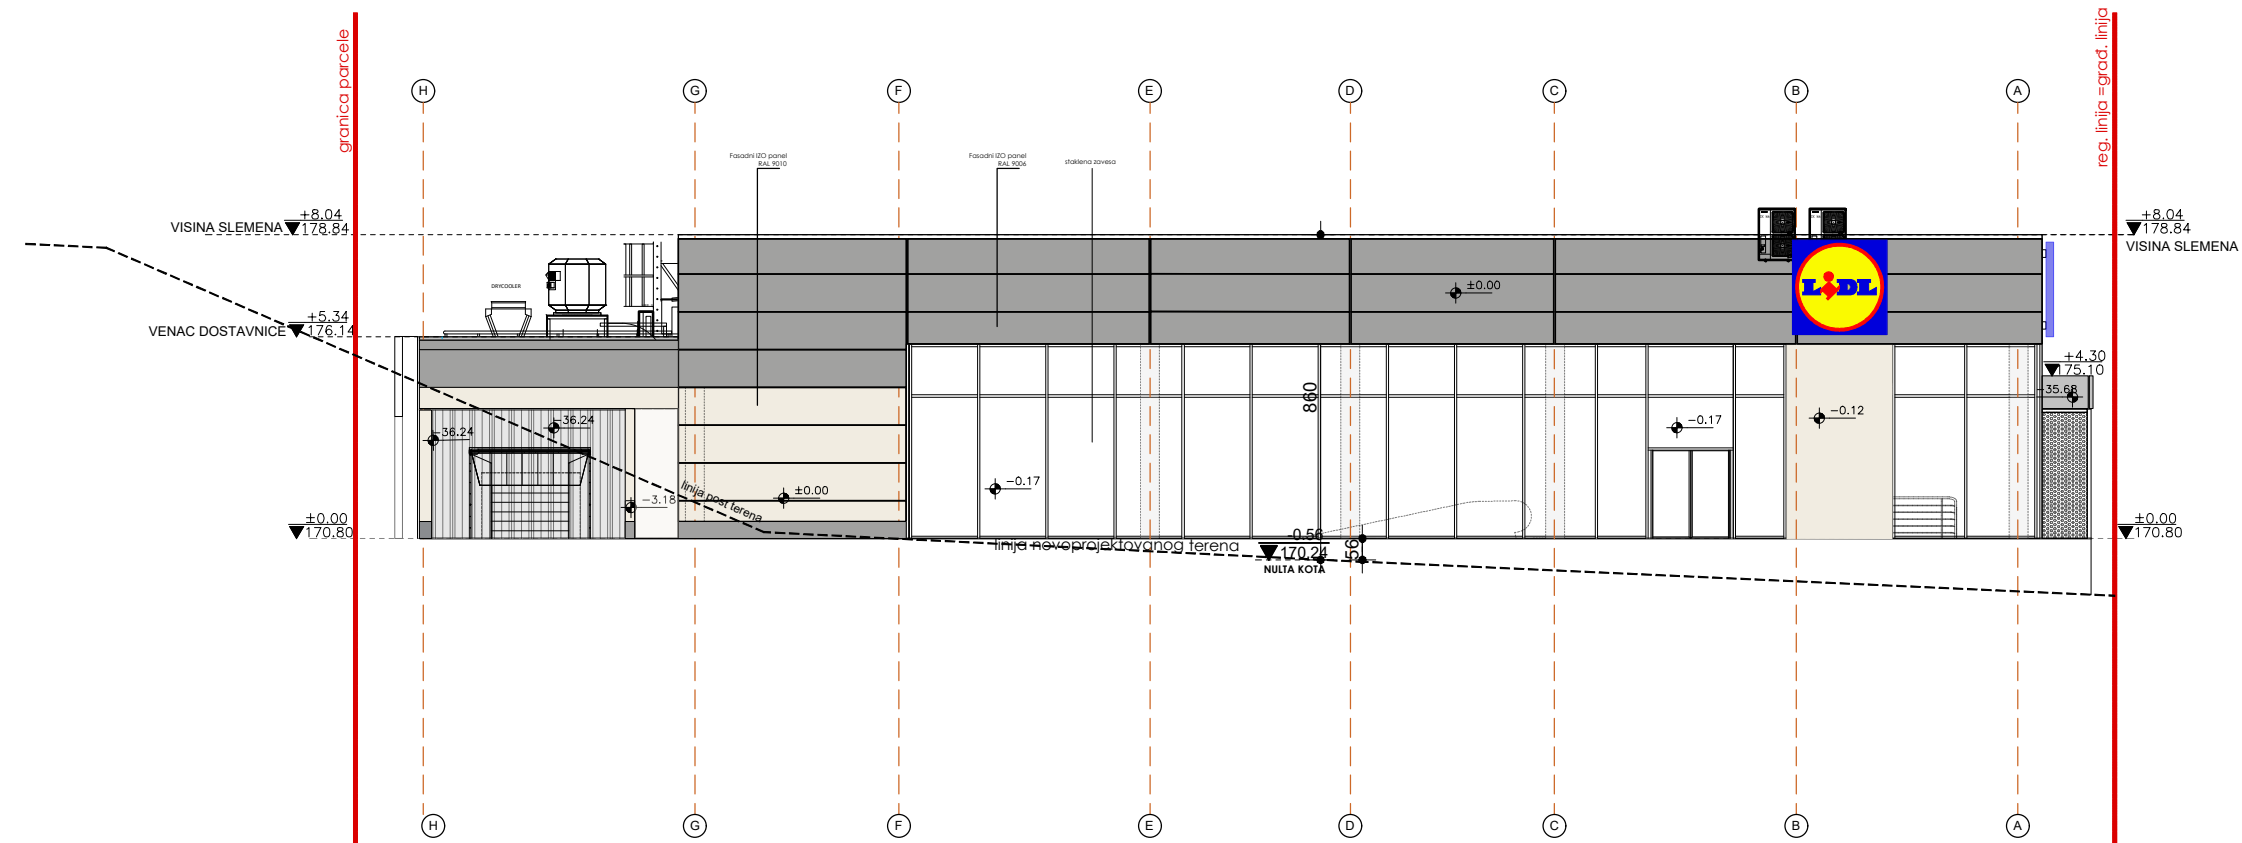 granica parcele
reg. linija =građ. linija
H
G
F
E
D
C
B
A
Fasadni IZO panel
RAL 9010
Fasadni IZO panel
RAL 9006
staklena zavesa
+8.04
VISINA SLEMENA
178.84
+8.04
178.84
VISINA SLEMENA
DRYCOOLER
±0.00
LIDL
+5.34
VENAC DOSTAVNICE
176.14
+4.30
175.10
-35.68
860
-36.24
-36.24
-0.17
-0.12
-0.17
linija post terena
±0.00
-3.18
±0.00
170.80
±0.00
170.80
-0.56
linija novoprojektovanog terena
170.24
56
NULTA KOTA
H
G
F
E
D
C
B
A